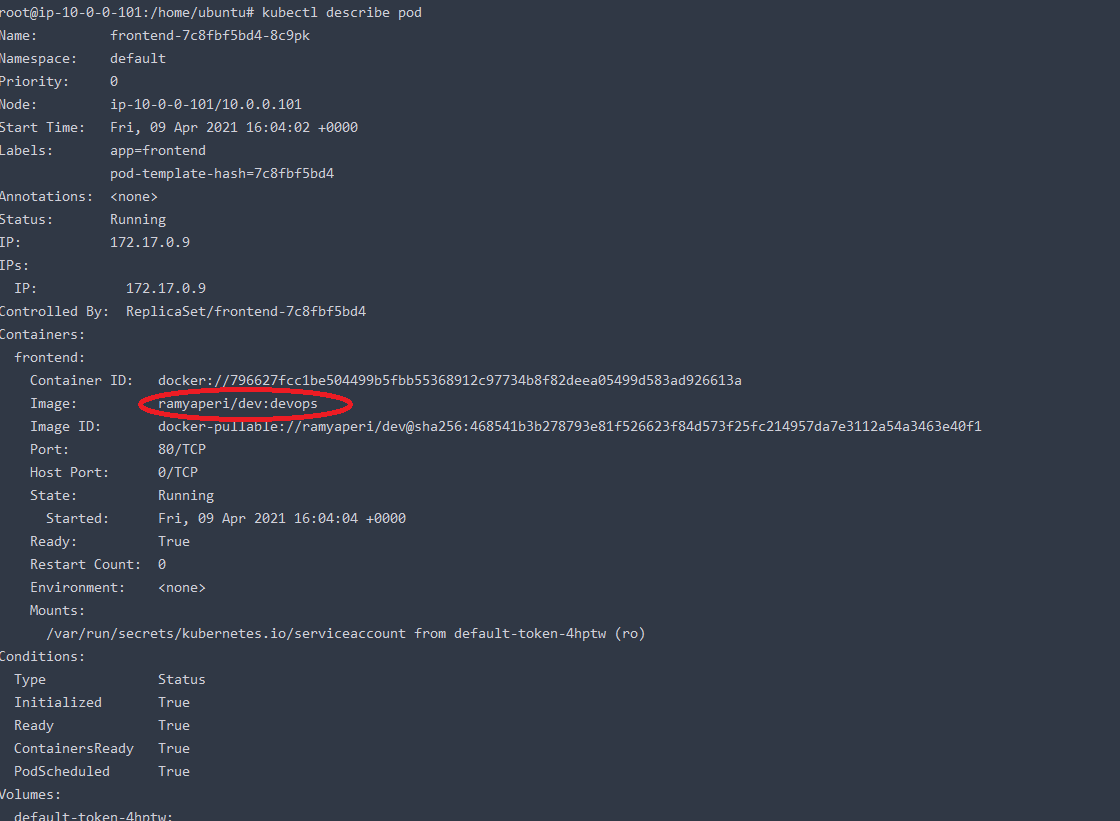 root@ip-10-0-0-101:/home/ubuntu# kubectl describe pod
Name: frontend-7c8fbf5bd4-8c9pk
Namespace: default
Priority: 0
Node: ip-10-0-0-101/10.0.0.101
Start Time: Fri, 09 Apr 2021 16:04:02 +0000
Labels: app=frontend
pod-template-hash=7c8fbf5bd4
Annotations: <none>
Status: Running
IP: 172.17.0.9
IPs:
IP: 172.17.0.9
Controlled By: ReplicaSet/frontend-7c8fbf5bd4
Containers:
frontend:
Container ID: docker://796627fcc1be504499b5fbb55368912c97734b8f82deea05499d583ad926613a
Image: ramyaperi/dev:devops
Image ID: docker-pullable://ramyaperi/dev@sha256:468541b3b278793e81f526623f84d573f25fc214957da7e3112a54a3463e40f1
Port: 80/TCP
Host Port: 0/TCP
State: Running
Started: Fri, 09 Apr 2021 16:04:04 +0000
Ready: True
Restart Count: 0
Environment: <none>
Mounts:
/var/run/secrets/kubernetes.io/serviceaccount from default-token-4hptw (ro)
Conditions:
Type Status
Initialized True
Ready True
ContainersReady True
PodScheduled True
Volumes:
default-token-4hptw: